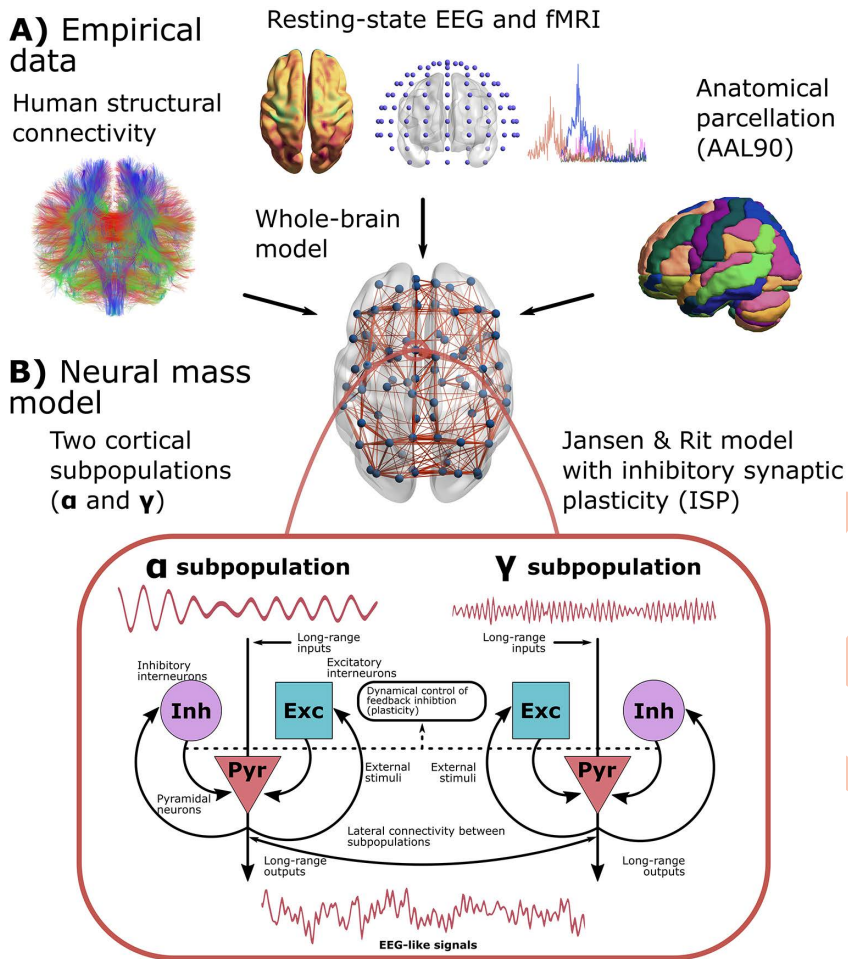 A) Empirical
data
Resting-state EEG and fMRI
Human structural
connectivity
Anatomical
parcellation
(AAL90)
Whole-brain
model
B) Neural mass
model
Two cortical
subpopulations
(ɑ and γ)
Jansen & Rit model
with inhibitory synaptic
plasticity (ISP)
ɑ subpopulation
γ subpopulation
Long-range
inputs
Long-range
inputs
Inhibitory
interneurons
Excitatory
interneurons
Dynamical control of
feedback inhibtion
(plasticity)
Inh
Exc
Exc
Inh
Pyr
Pyr
External
stimuli
External
stimuli
Pyramidal
neurons
Lateral connectivity between
subpopulations
Long-range
outputs
Long-range
outputs
EEG-like signals